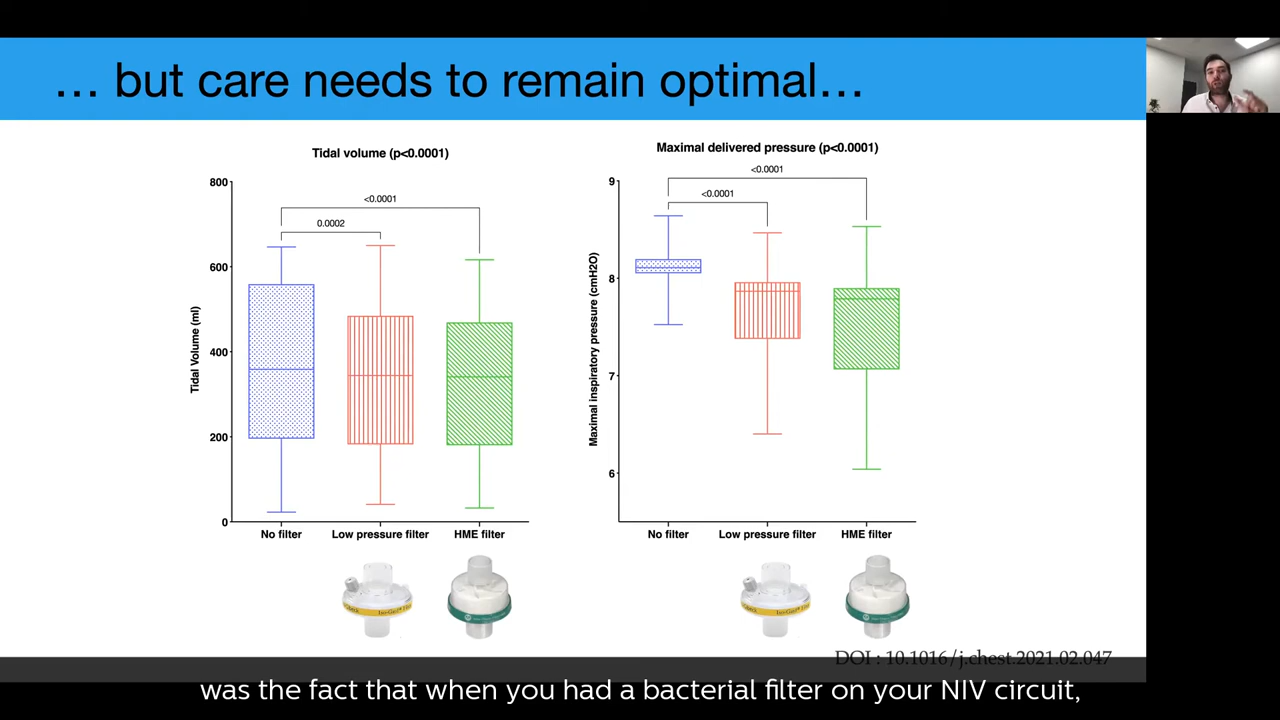 … but care needs to remain optimal…
Tidal volume (p<0.0001)
800
600
400
200
0
Tidal Volume (ml)
<0.0001
0.0002
No filter
Low pressure filter
HME filter
Maximal delivered pressure (p<0.0001)
9
8
7
6
Maximal inspiratory pressure (cmH2O)
<0.0001
<0.0001
No filter
Low pressure filter
HME filter
DOI : 10.1016/j.chest.2021.02.047
was the fact that when you had a bacterial filter on your NIV circuit,